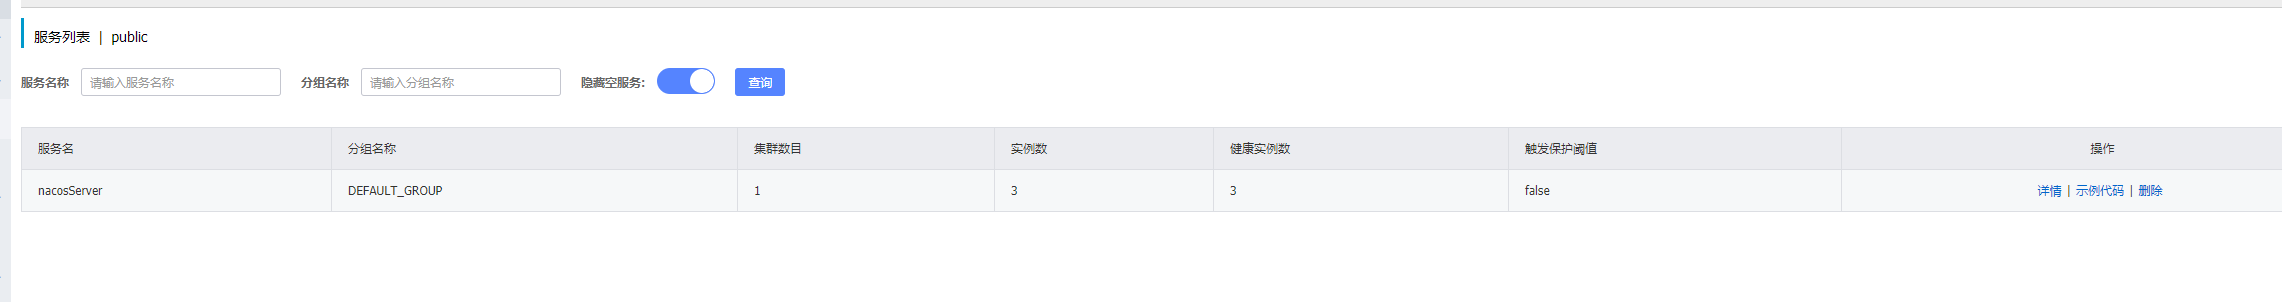 服务列表 | public
服务名称 请输入服务名称 分组名称 请输入分组名称 隐藏空服务: 查询
服务名 分组名称 集群数目 实例数 健康实例数 触发保护阈值 操作
nacosServer DEFAULT_GROUP 1 3 3 false 详情 | 示例代码 | 删除